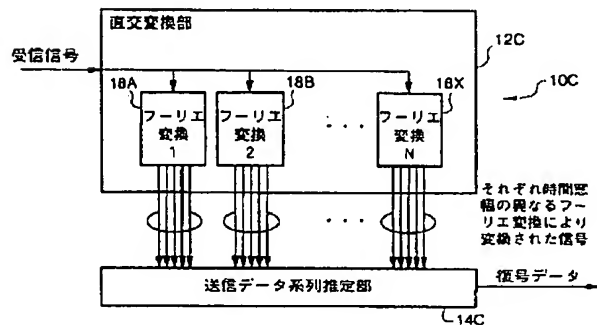 直交変換部
受信信号
12C
10C
18A
18B
18X
フーリエ
変換
1
フーリエ
変換
2
・・・
フーリエ
変換
N
・・・
それぞれ時間窓
幅の異なるフー
リエ変換により
変換された信号
送信データ系列推定部
復号データ
14C